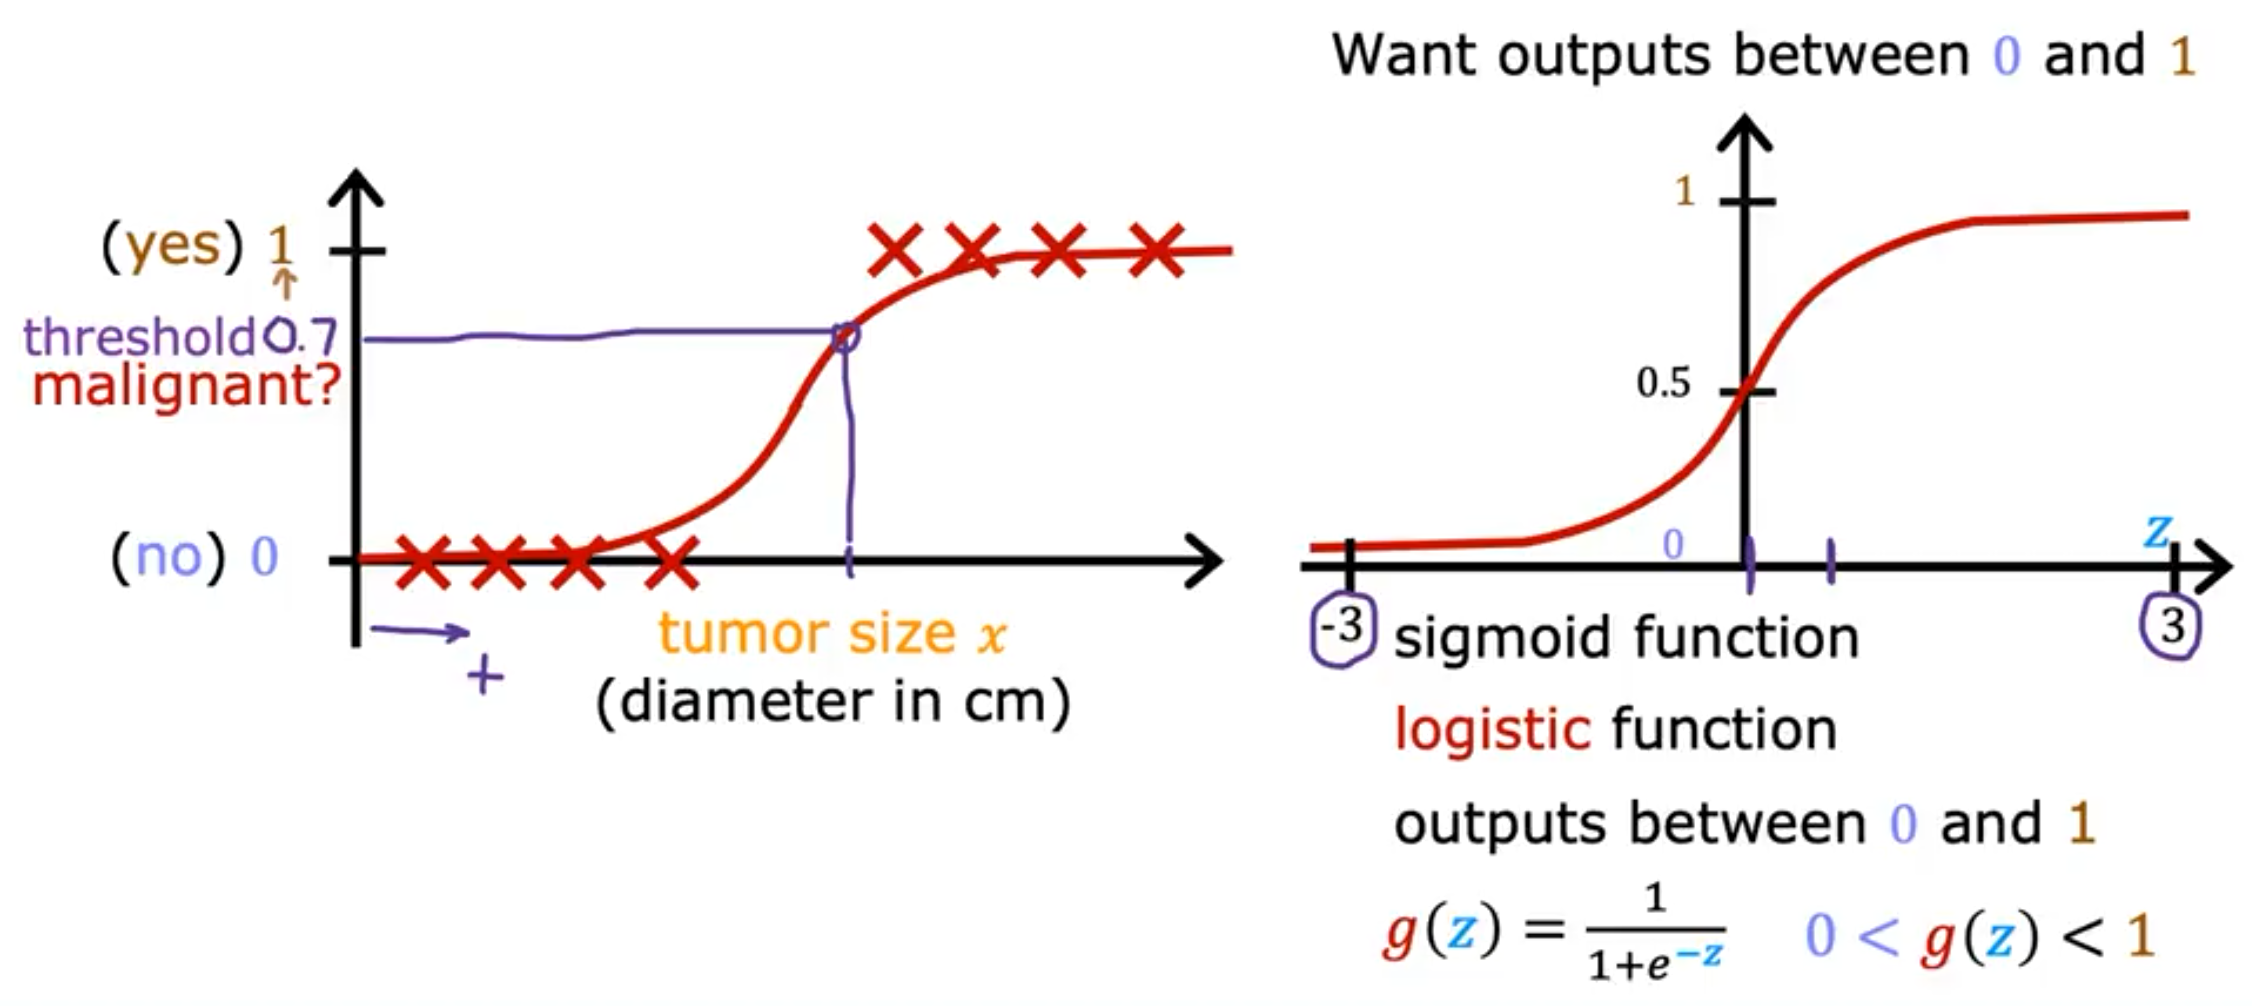 (yes) 1
↑
threshold 0.7
malignant?
(no) 0
+
tumor size x
(diameter in cm)
Want outputs between 0 and 1
1
0.5
0
z
-3
3
sigmoid function
logistic function
outputs between 0 and 1
g(z) = 1/(1+e^{-z}) 0 < g(z) < 1